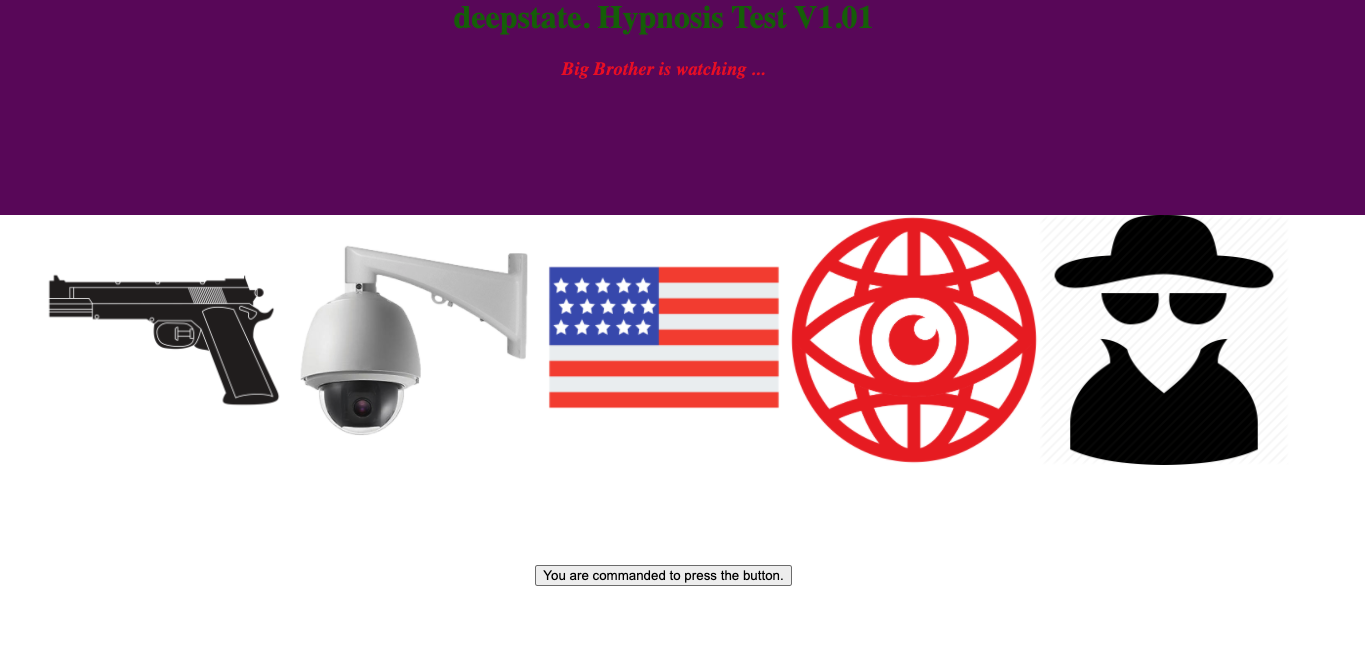 deepstate. Hypnosis Test V1.01
Big Brother is watching ...
You are commanded to press the button.